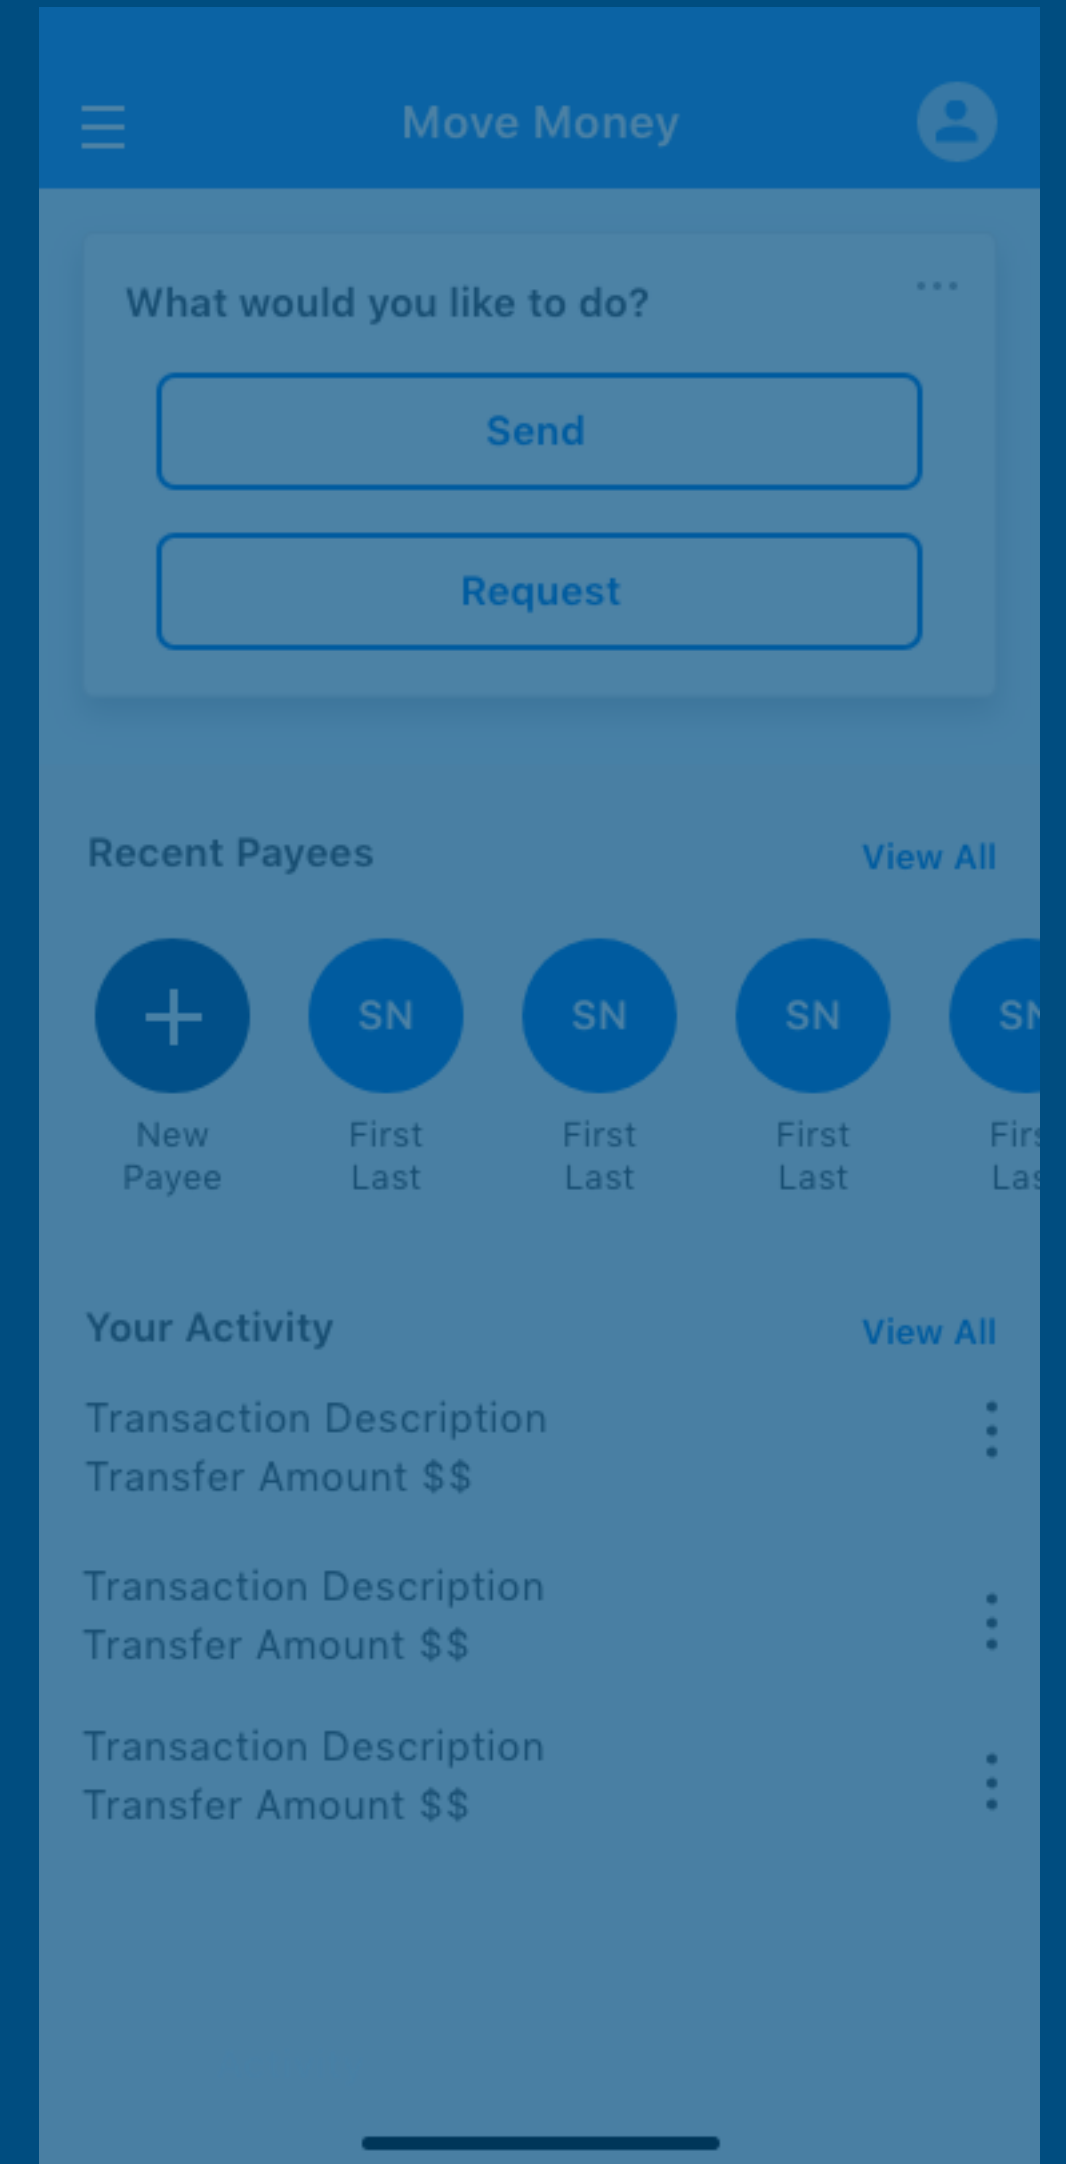 Move Money
What would you like to do?
Send
Request
Recent Payees
View All
SN
SN
SN
SN
New
Payee
First
Last
First
Last
First
Last
Your Activity
View All
Transaction Description
Transfer Amount $$
Transaction Description
Transfer Amount $$
Transaction Description
Transfer Amount $$